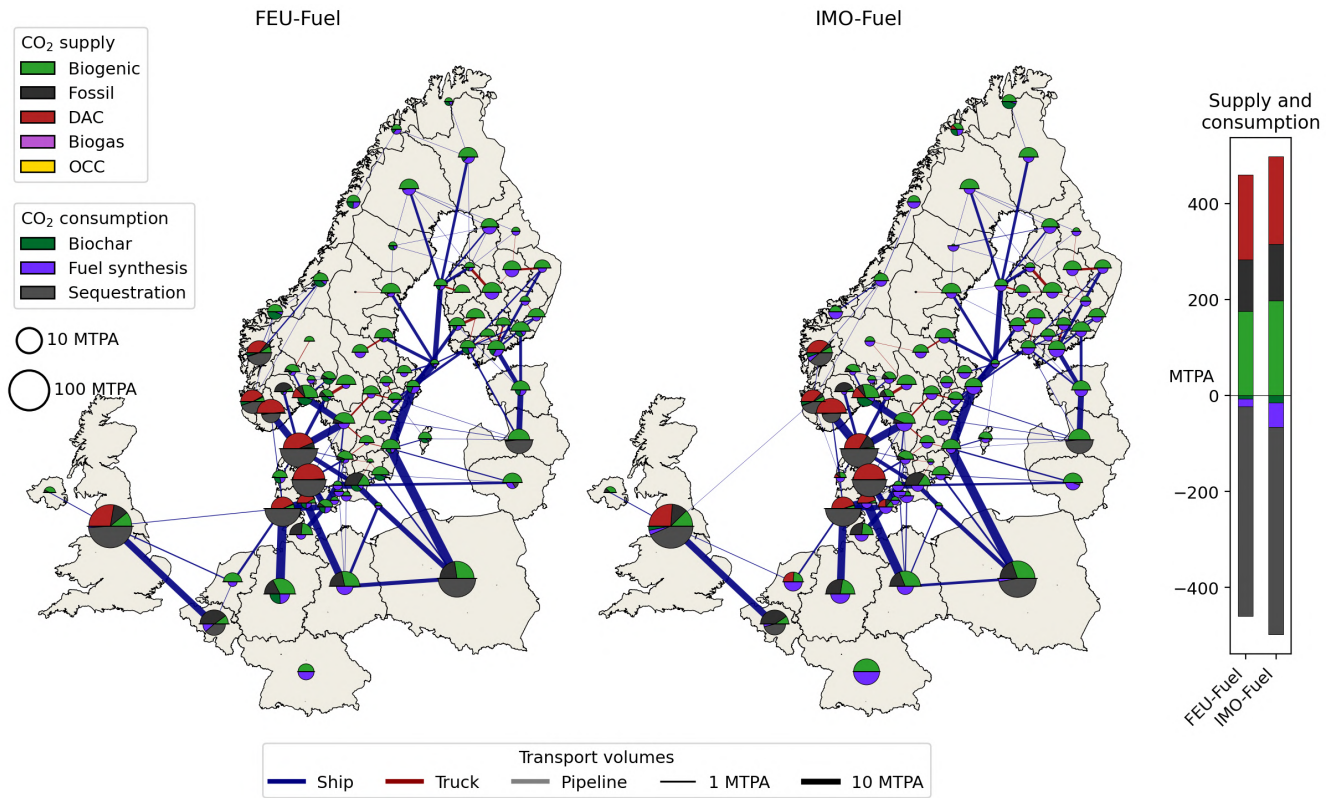 FEU-Fuel
IMO-Fuel
CO₂ supply
Biogenic
Fossil
DAC
Biogas
OCC
CO₂ consumption
Biochar
Fuel synthesis
Sequestration
10 MTPA
100 MTPA
Supply and
consumption
400
200
MTPA
0
−200
−400
FEU-Fuel
IMO-Fuel
Transport volumes
Ship
Truck
Pipeline
1 MTPA
10 MTPA